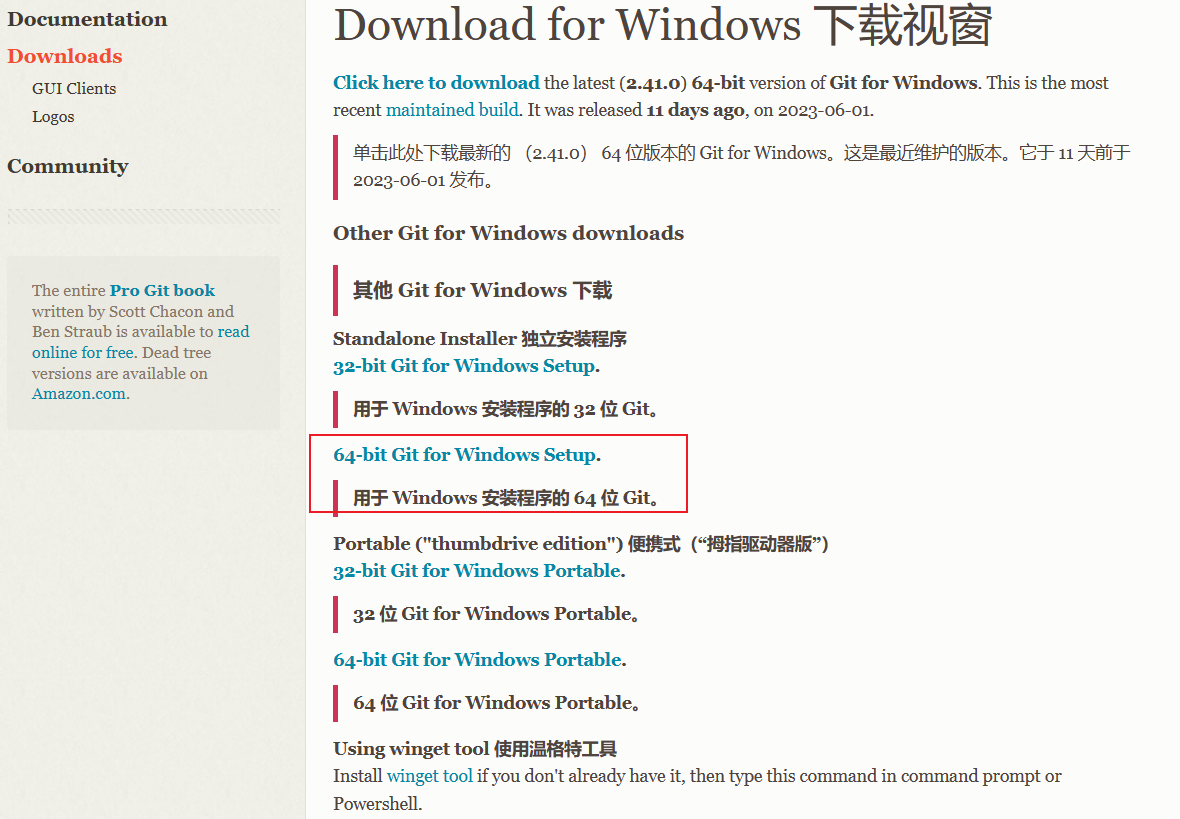 Documentation
Downloads
GUI Clients
Logos
Community
The entire Pro Git book
written by Scott Chacon and
Ben Straub is available to read
online for free. Dead tree
versions are available on
Amazon.com.
Download for Windows 下载视窗
Click here to download the latest (2.41.0) 64-bit version of Git for Windows. This is the most
recent maintained build. It was released 11 days ago, on 2023-06-01.
单击此处下载最新的 （2.41.0） 64 位版本的 Git for Windows。这是最近维护的版本。它于 11 天前于
2023-06-01 发布。
Other Git for Windows downloads
其他 Git for Windows 下载
Standalone Installer 独立安装程序
32-bit Git for Windows Setup.
用于 Windows 安装程序的 32 位 Git。
64-bit Git for Windows Setup.
用于 Windows 安装程序的 64 位 Git。
Portable ("thumbdrive edition") 便携式（“拇指驱动器版”）
32-bit Git for Windows Portable.
32 位 Git for Windows Portable。
64-bit Git for Windows Portable.
64 位 Git for Windows Portable。
Using winget tool 使用温格特工具
Install winget tool if you don't already have it, then type this command in command prompt or
Powershell.